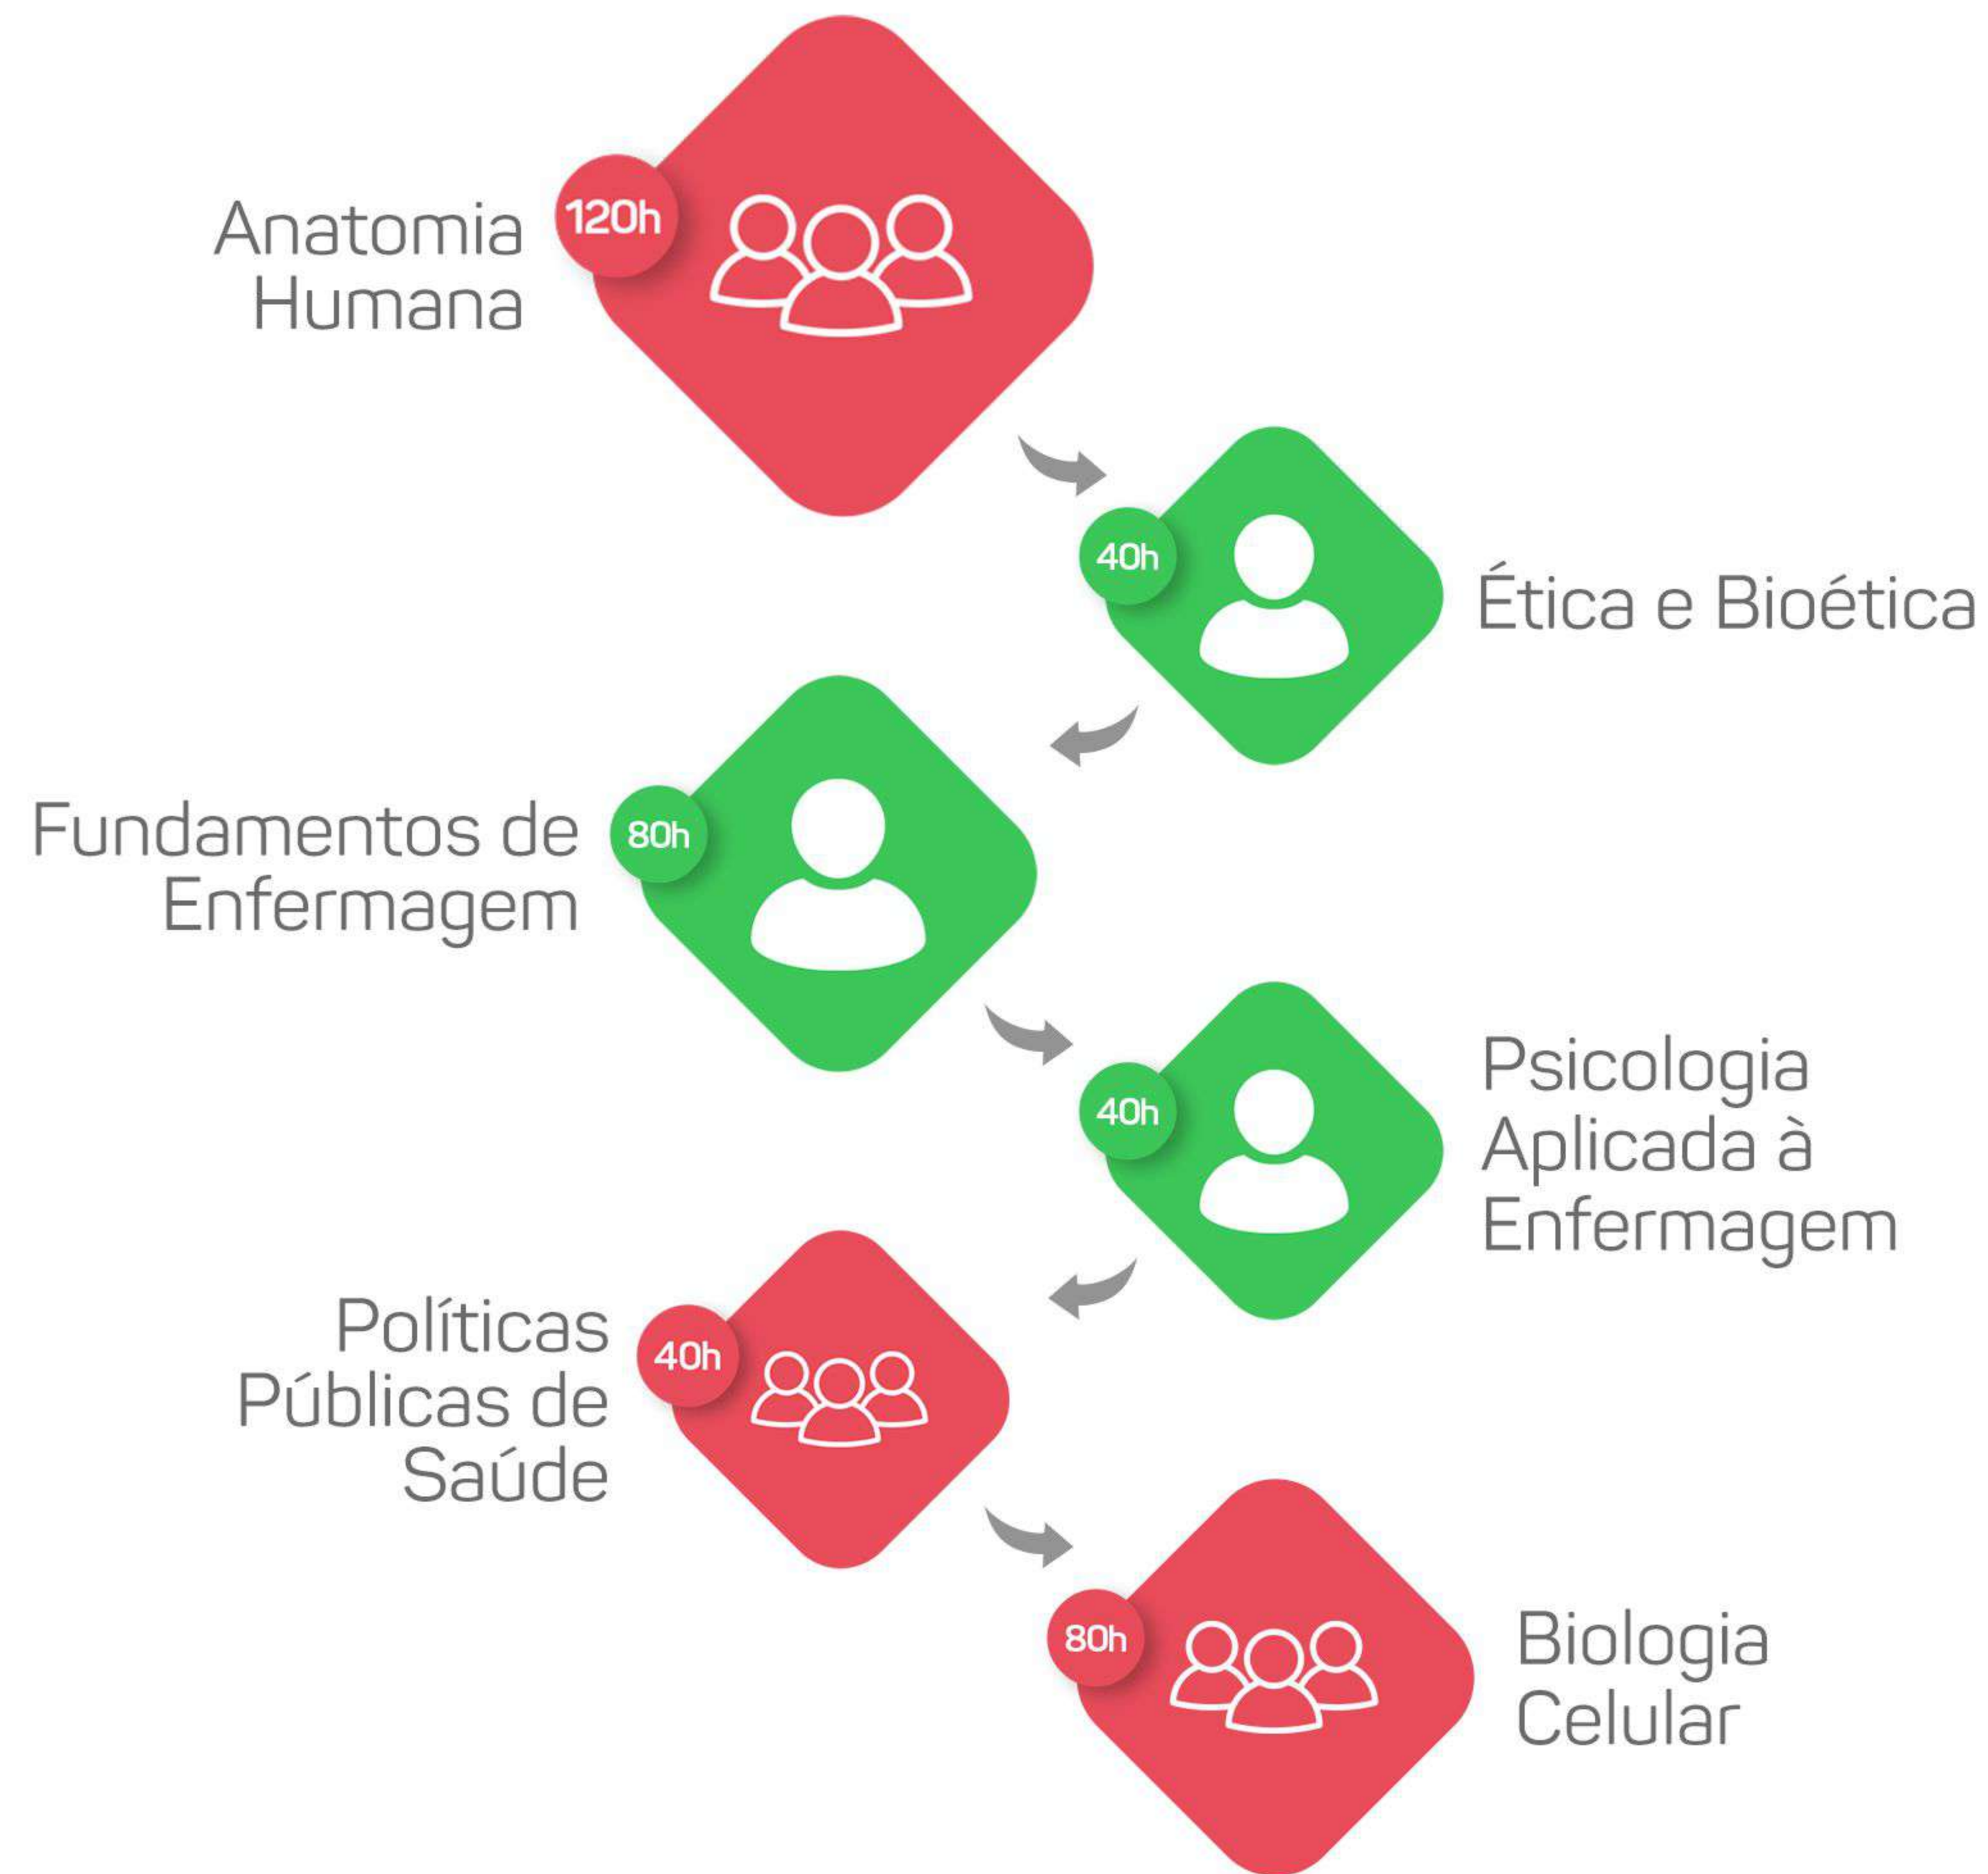 Anatomia
Humana
120h
40h
Ética e Bioética
Fundamentos de
Enfermagem
80h
40h
Psicologia
Aplicada à
Enfermagem
Políticas
Públicas de
Saúde
40h
80h
Biologia
Celular